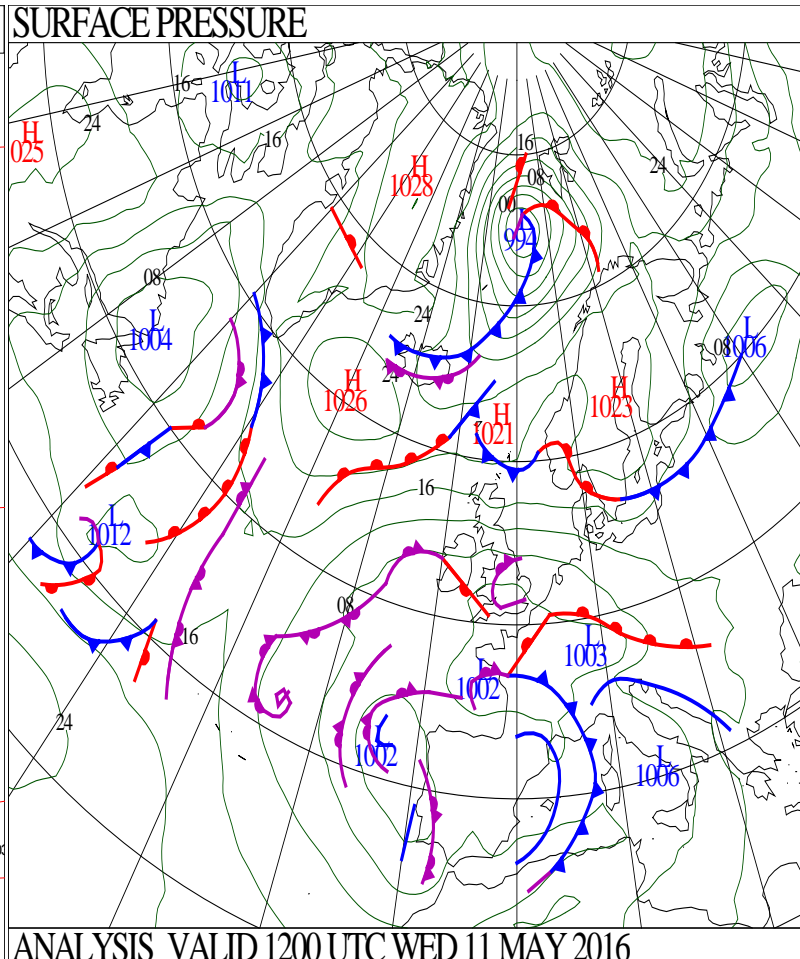 SURFACE PRESSURE
L
1011
16
24
16
H
025
H
1028
16
08
00
L
994
24
08
L
1004
24
24
H
1026
H
1021
H
1023
L
1006
08
16
L
1012
08
16
L
1003
L
1002
24
L
1002
L
1006
ANALYSIS VALID 1200 UTC WED 11 MAY 2016